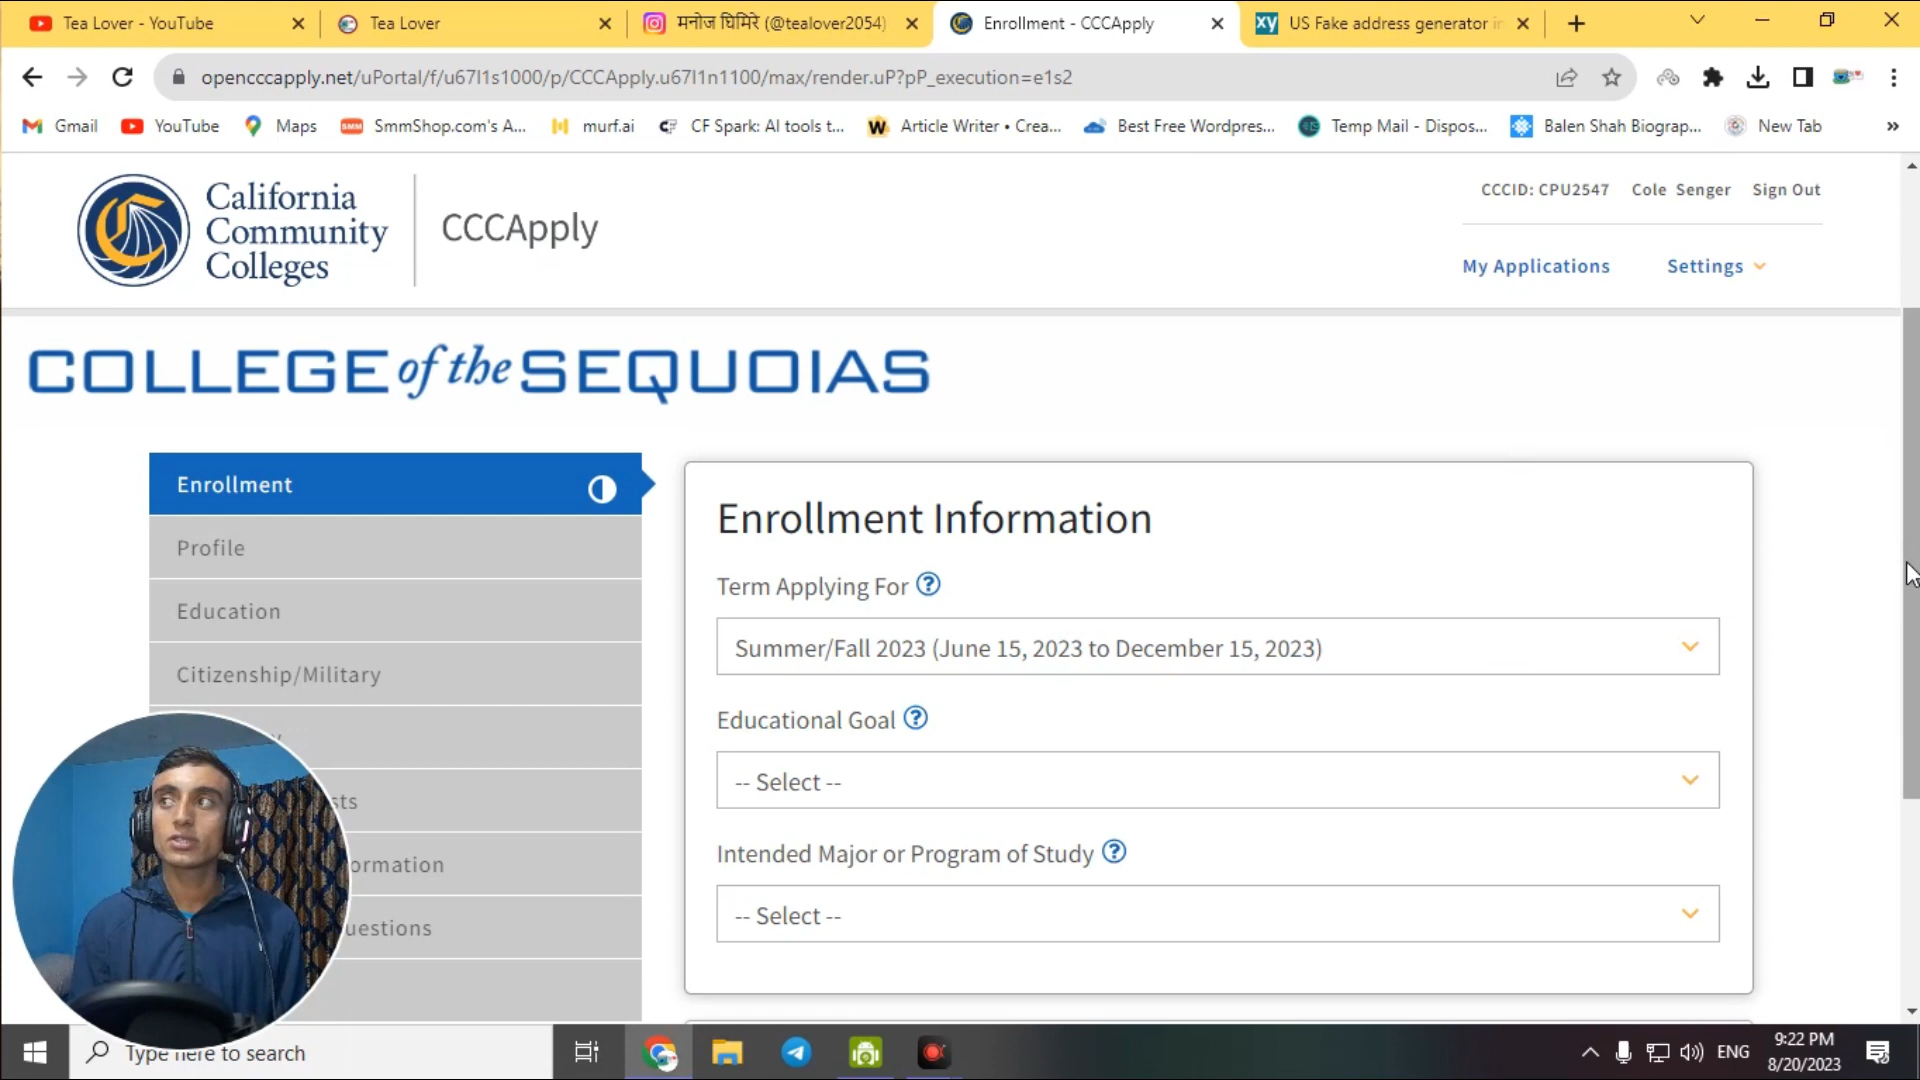 Tea Lover - YouTube
Tea Lover
मनोज घिमिरे (@tealover2054)
Enrollment - CCCApply
US Fake address generator in
opencccapply.net/uPortal/f/u67l1s1000/p/CCCApply.u67l1n1100/max/render.uP?pP_execution=e1s2
Gmail
YouTube
Maps
SmmShop.com's A...
murf.ai
CF Spark: AI tools t...
Article Writer • Crea...
Best Free Wordpres...
Temp Mail - Dispos...
Balen Shah Biograp...
New Tab
California
Community
Colleges
CCCApply
CCCID: CPU2547 Cole Senger Sign Out
My Applications Settings
COLLEGE of the SEQUOIAS
Enrollment
Profile
Education
Citizenship/Military
sts
ormation
uestions
Enrollment Information
Term Applying For
Summer/Fall 2023 (June 15, 2023 to December 15, 2023)
Educational Goal
-- Select --
Intended Major or Program of Study
-- Select --
Type here to search
ENG
9:22 PM
8/20/2023